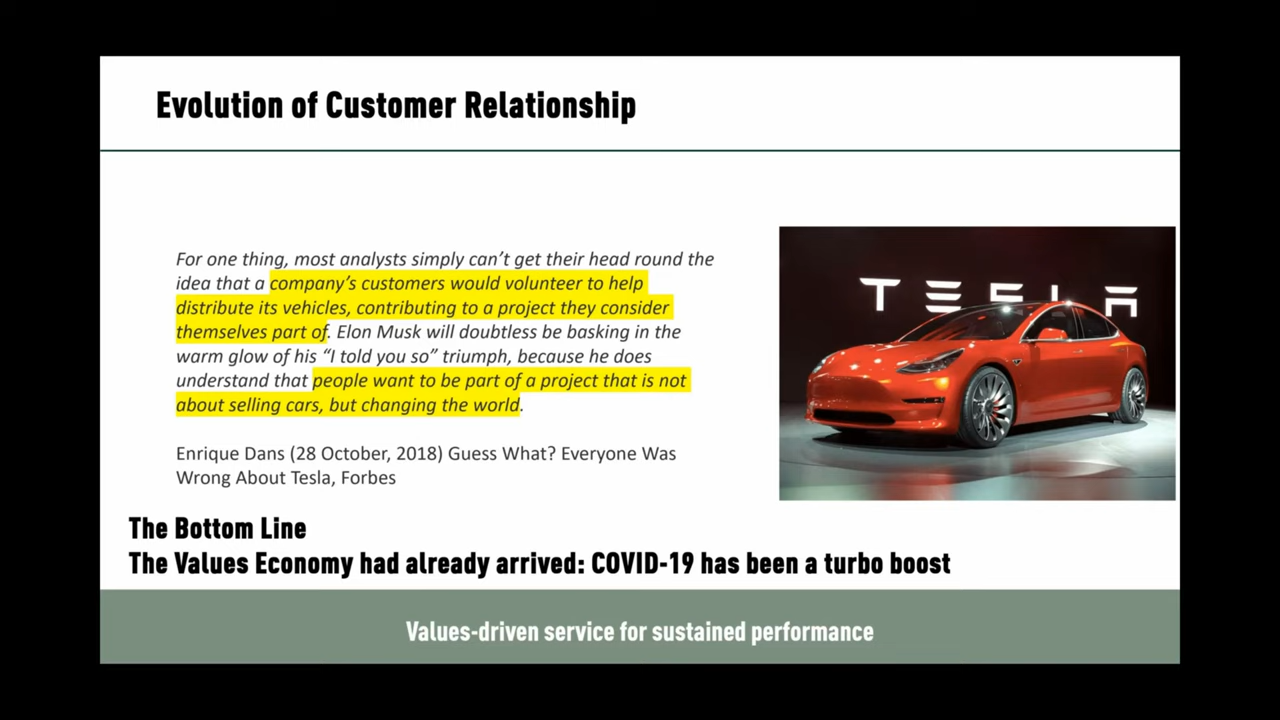 Evolution of Customer Relationship
For one thing, most analysts simply can’t get their head round the
idea that a company’s customers would volunteer to help
distribute its vehicles, contributing to a project they consider
themselves part of. Elon Musk will doubtless be basking in the
warm glow of his “I told you so” triumph, because he does
understand that people want to be part of a project that is not
about selling cars, but changing the world.
Enrique Dans (28 October, 2018) Guess What? Everyone Was
Wrong About Tesla, Forbes
TESLA
The Bottom Line
The Values Economy had already arrived: COVID-19 has been a turbo boost
Values-driven service for sustained performance